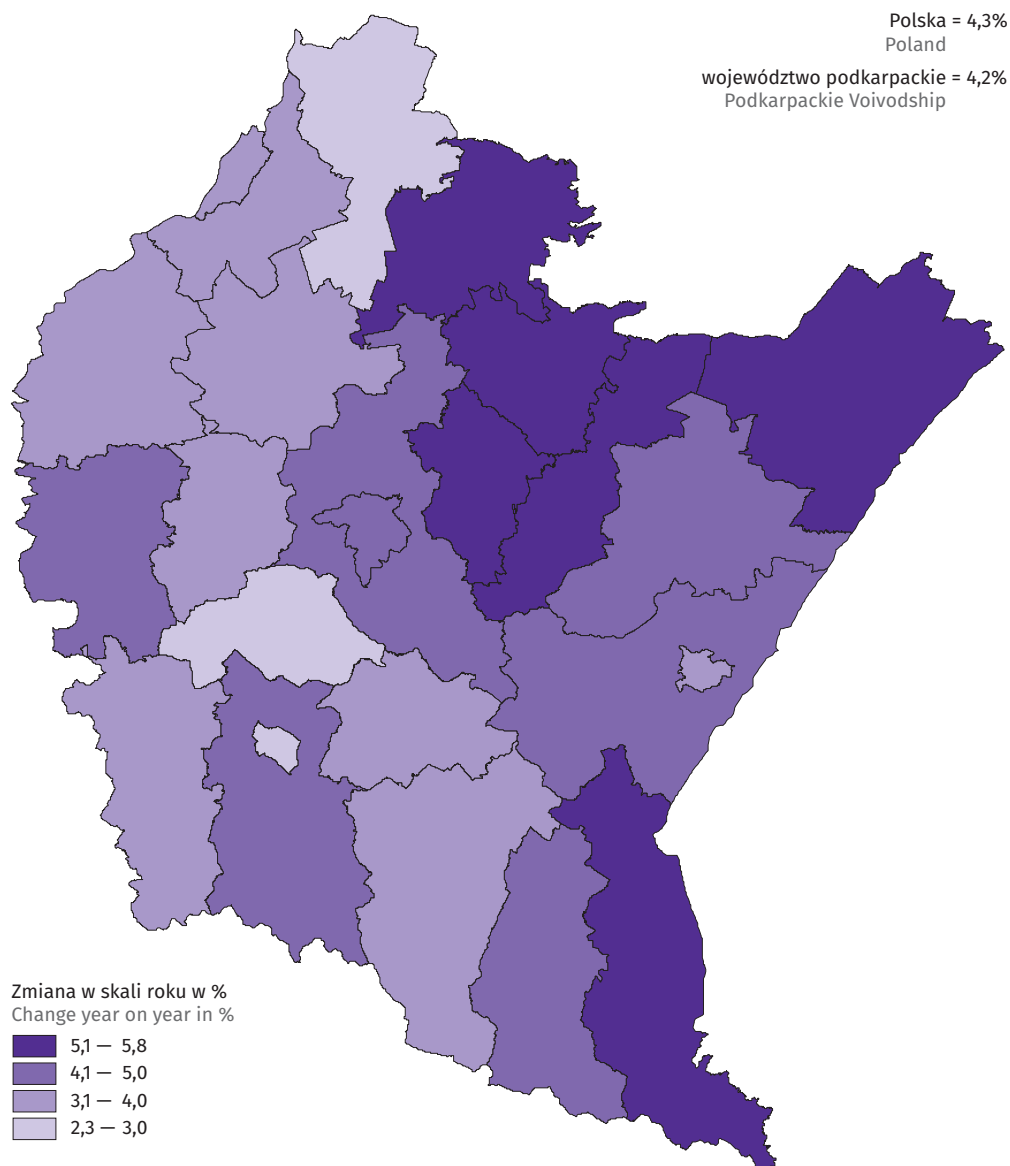 Polska = 4,3%
Poland
województwo podkarpackie = 4,2%
Podkarpackie Voivodship
Zmiana w skali roku w %
Change year on year in %
5,1 — 5,8
4,1 — 5,0
3,1 — 4,0
2,3 — 3,0